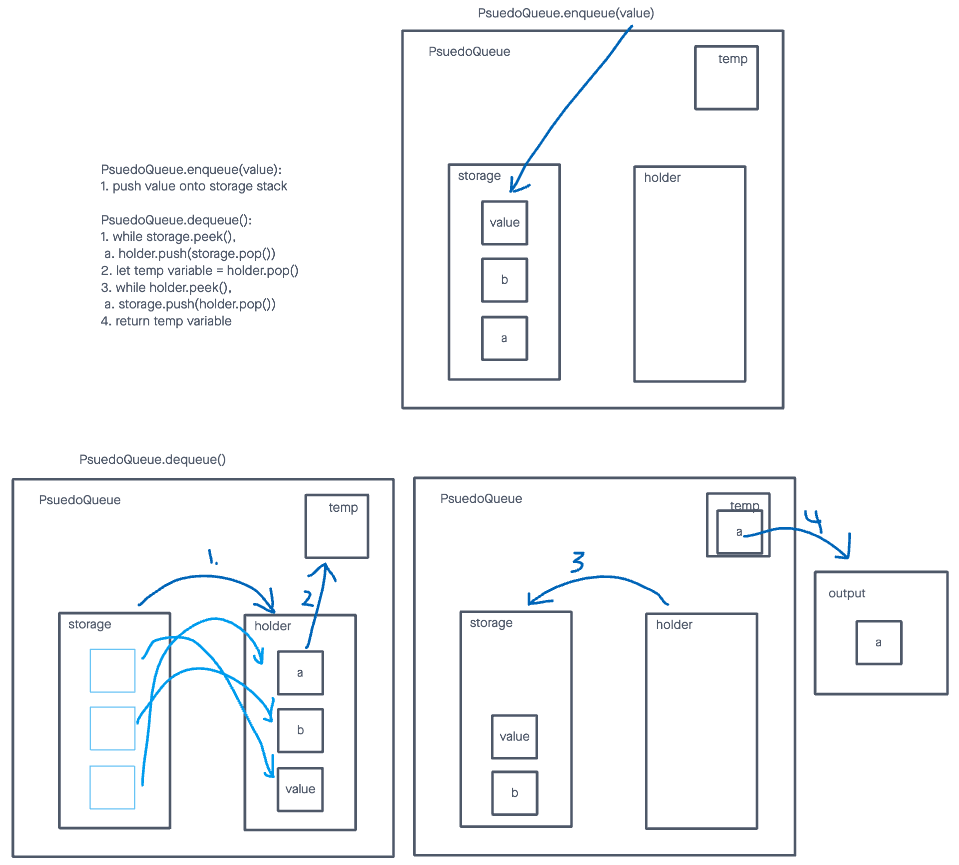 PsuedoQueue.enqueue(value)
PsuedoQueue
temp
PsuedoQueue.enqueue(value):
1. push value onto storage stack
PsuedoQueue.dequeue():
1. while storage.peek(),
a. holder.push(storage.pop())
2. let temp variable = holder.pop()
3. while holder.peek(),
a. storage.push(holder.pop())
4. return temp variable
storage
holder
value
b
a
PsuedoQueue.dequeue()
PsuedoQueue
temp
1.
2
storage
holder
a
b
value
PsuedoQueue
temp
a
4
3
storage
holder
value
b
output
a